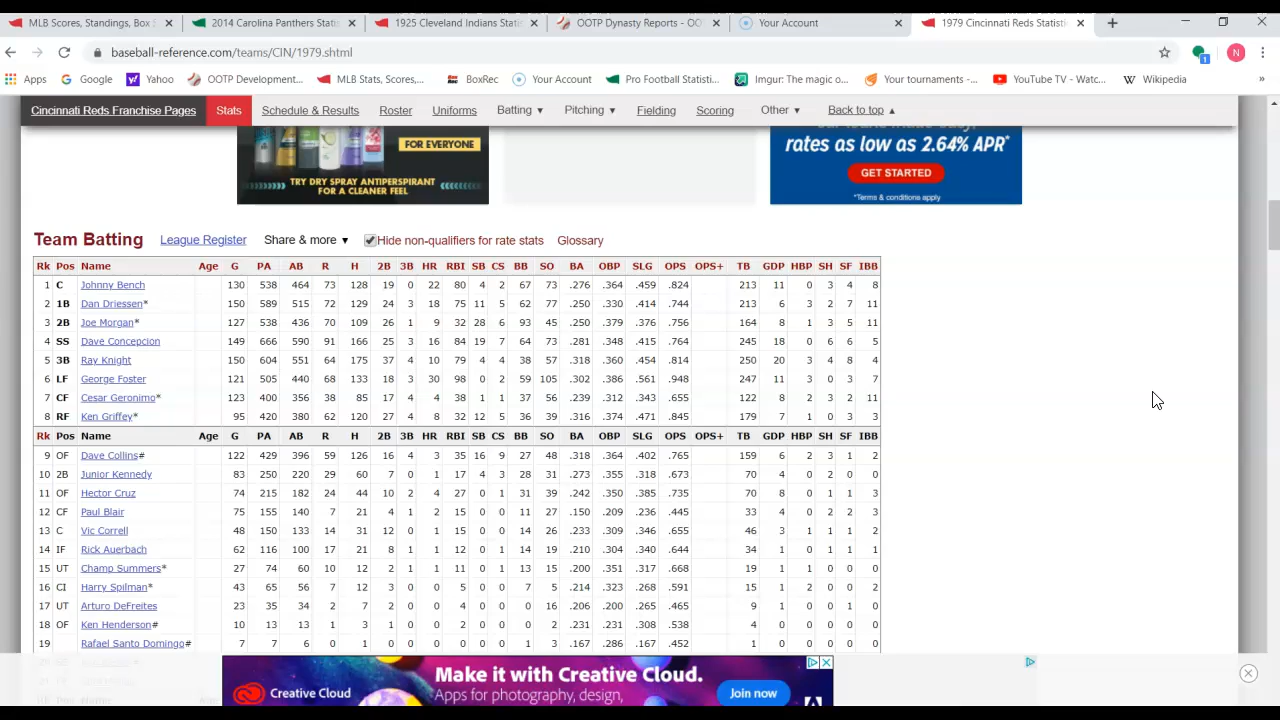 MLB Scores, Standings, Box S
2014 Carolina Panthers Statist
1925 Cleveland Indians Statis
OOTP Dynasty Reports - OO
Your Account
1979 Cincinnati Reds Statisti
baseball-reference.com/teams/CIN/1979.shtml
N
1
Apps Google Yahoo OOTP Developmen... MLB Stats, Scores,... BoxRec Your Account Pro Football Statisti... Imgur: The magic o... Your tournaments -... YouTube TV - Watc... Wikipedia »
Cincinnati Reds Franchise Pages Stats Schedule & Results Roster Uniforms Batting ▼ Pitching ▼ Fielding Scoring Other ▼ Back to top ▲
FOR EVERYONE
TRY DRY SPRAY ANTIPERSPIRANT
FOR A CLEANER FEEL
rates as low as 2.64% APR*
GET STARTED
*Terms & conditions apply
Team Batting League Register Share & more ▼ Hide non-qualifiers for rate stats Glossary
Rk Pos Name Age G PA AB R H 2B 3B HR RBI SB CS BB SO BA OBP SLG OPS OPS+ TB GDP HBP SH SF IBB
1 C Johnny Bench 130 538 464 73 128 19 0 22 80 4 2 67 73 .276 .364 .459 .824 213 11 0 3 4 8
2 1B Dan Driessen* 150 589 515 72 129 24 3 18 75 11 5 62 77 .250 .330 .414 .744 213 6 3 2 7 11
3 2B Joe Morgan* 127 538 436 70 109 26 1 9 32 28 6 93 45 .250 .379 .376 .756 164 8 1 3 5 11
4 SS Dave Concepcion 149 666 590 91 166 25 3 16 84 19 7 64 73 .281 .348 .415 .764 245 18 0 6 6 5
5 3B Ray Knight 150 604 551 64 175 37 4 10 79 4 4 38 57 .318 .360 .454 .814 250 20 3 4 8 4
6 LF George Foster 121 505 440 68 133 18 3 30 98 0 2 59 105 .302 .386 .561 .948 247 11 3 0 3 7
7 CF Cesar Geronimo* 123 400 356 38 85 17 4 4 38 1 1 37 56 .239 .312 .343 .655 122 8 2 3 2 11
8 RF Ken Griffey* 95 420 380 62 120 27 4 8 32 12 5 36 39 .316 .374 .471 .845 179 7 1 0 3 3
Rk Pos Name Age G PA AB R H 2B 3B HR RBI SB CS BB SO BA OBP SLG OPS OPS+ TB GDP HBP SH SF IBB
9 OF Dave Collins# 122 429 396 59 126 16 4 3 35 16 9 27 48 .318 .364 .402 .765 159 6 2 3 1 2
10 2B Junior Kennedy 83 250 220 29 60 7 0 1 17 4 3 28 31 .273 .355 .318 .673 70 4 0 2 0 0
11 OF Hector Cruz 74 215 182 24 44 10 2 4 27 0 1 31 39 .242 .350 .385 .735 70 8 0 1 1 3
12 CF Paul Blair 75 155 140 7 21 4 1 2 15 0 0 11 27 .150 .209 .236 .445 33 4 0 2 2 3
13 C Vic Correll 48 150 133 14 31 12 0 1 15 0 0 14 26 .233 .309 .346 .655 46 3 1 1 1 2
14 IF Rick Auerbach 62 116 100 17 21 8 1 1 12 0 1 14 19 .210 .304 .340 .644 34 1 0 1 1 1
15 UT Champ Summers* 27 74 60 10 12 2 1 1 11 0 1 13 15 .200 .351 .317 .668 19 1 1 0 0 0
16 CI Harry Spilman* 43 65 56 7 12 3 0 0 5 0 0 7 5 .214 .323 .268 .591 15 1 2 0 0 2
17 UT Arturo DeFreites 23 35 34 2 7 2 0 0 4 0 0 0 16 .206 .200 .265 .465 9 1 0 0 1 0
18 OF Ken Henderson# 10 13 13 1 3 1 0 0 2 0 0 0 2 .231 .231 .308 .538 4 0 0 0 0 0
19 Rafael Santo Domingo# 7 7 6 0 1 0 0 0 0 0 0 1 3 .167 .286 .167 .452 1 0 0 0 0 0
Creative Cloud
Make it with Creative Cloud.
Apps for photography, design,
Join now